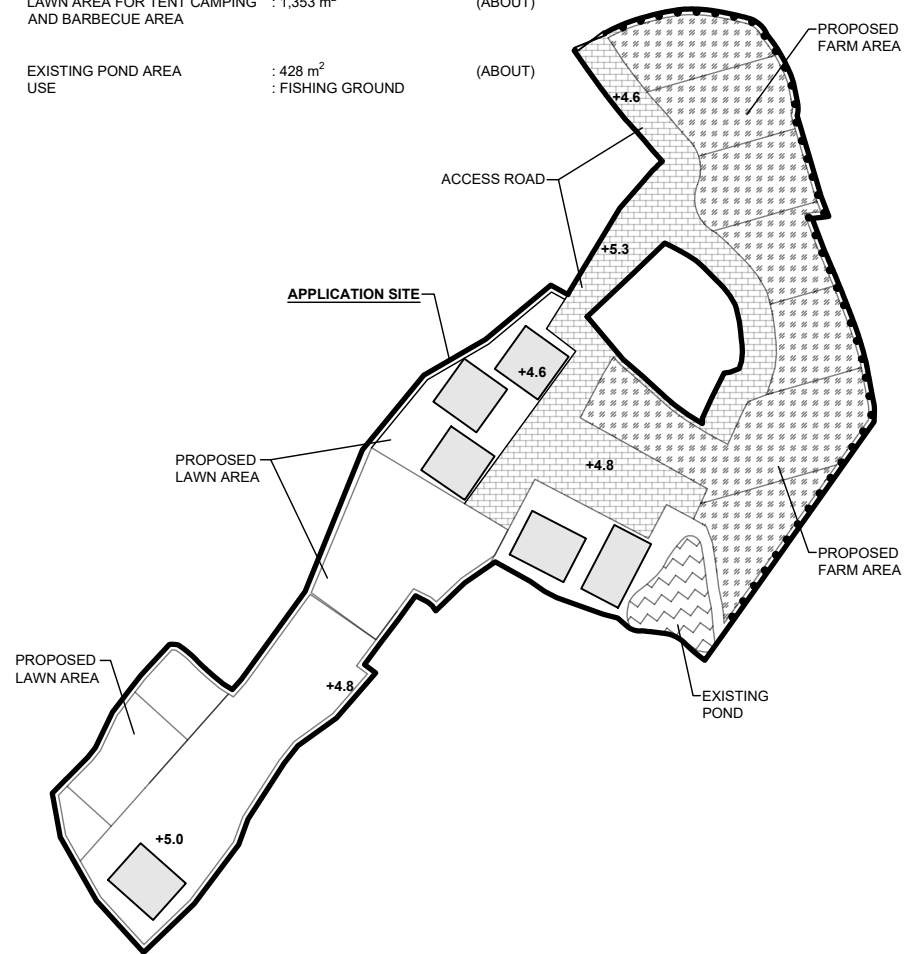 LAWN AREA FOR TENT CAMPING : 1,353 m² (ABOUT)
AND BARBECUE AREA
EXISTING POND AREA : 428 m² (ABOUT)
USE : FISHING GROUND
PROPOSED
FARM AREA
+4.6
ACCESS ROAD
+5.3
APPLICATION SITE
+4.6
PROPOSED
LAWN AREA
+4.8
PROPOSED
FARM AREA
PROPOSED
LAWN AREA
+4.8
EXISTING
POND
+5.0